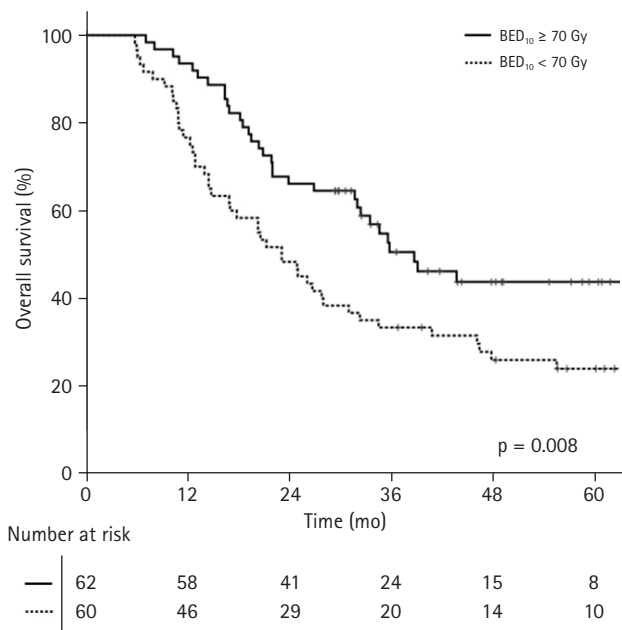 100
80
60
40
20
0
Overall survival (%)
BED₁₀ ≥ 70 Gy
BED₁₀ < 70 Gy
p = 0.008
0 12 24 36 48 60
Time (mo)
Number at risk
62 58 41 24 15 8
60 46 29 20 14 10